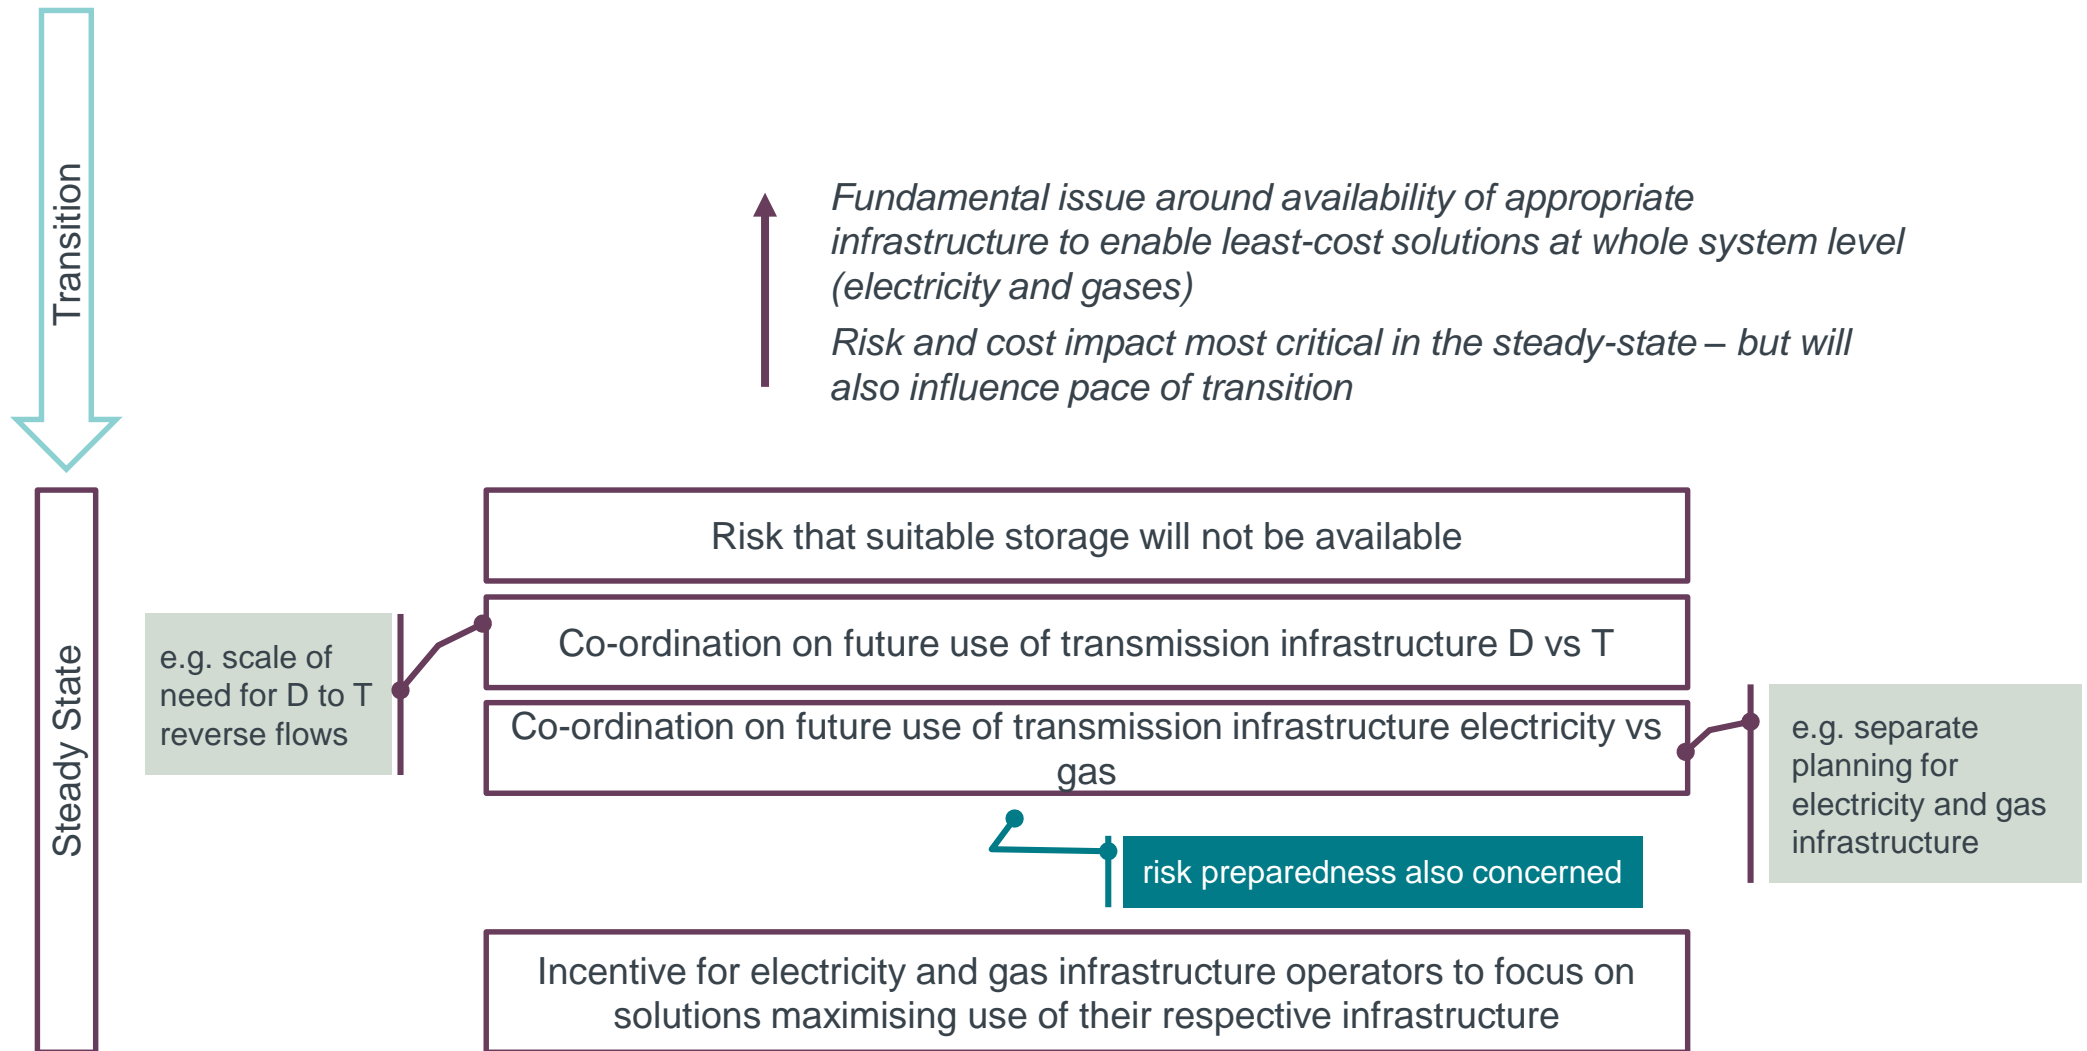 Transition
Fundamental issue around availability of appropriate
infrastructure to enable least-cost solutions at whole system level
(electricity and gases)
Risk and cost impact most critical in the steady-state – but will
also influence pace of transition
Steady State
Risk that suitable storage will not be available
e.g. scale of
need for D to T
reverse flows
Co-ordination on future use of transmission infrastructure D vs T
Co-ordination on future use of transmission infrastructure electricity vs
gas
e.g. separate
planning for
electricity and gas
infrastructure
risk preparedness also concerned
Incentive for electricity and gas infrastructure operators to focus on
solutions maximising use of their respective infrastructure